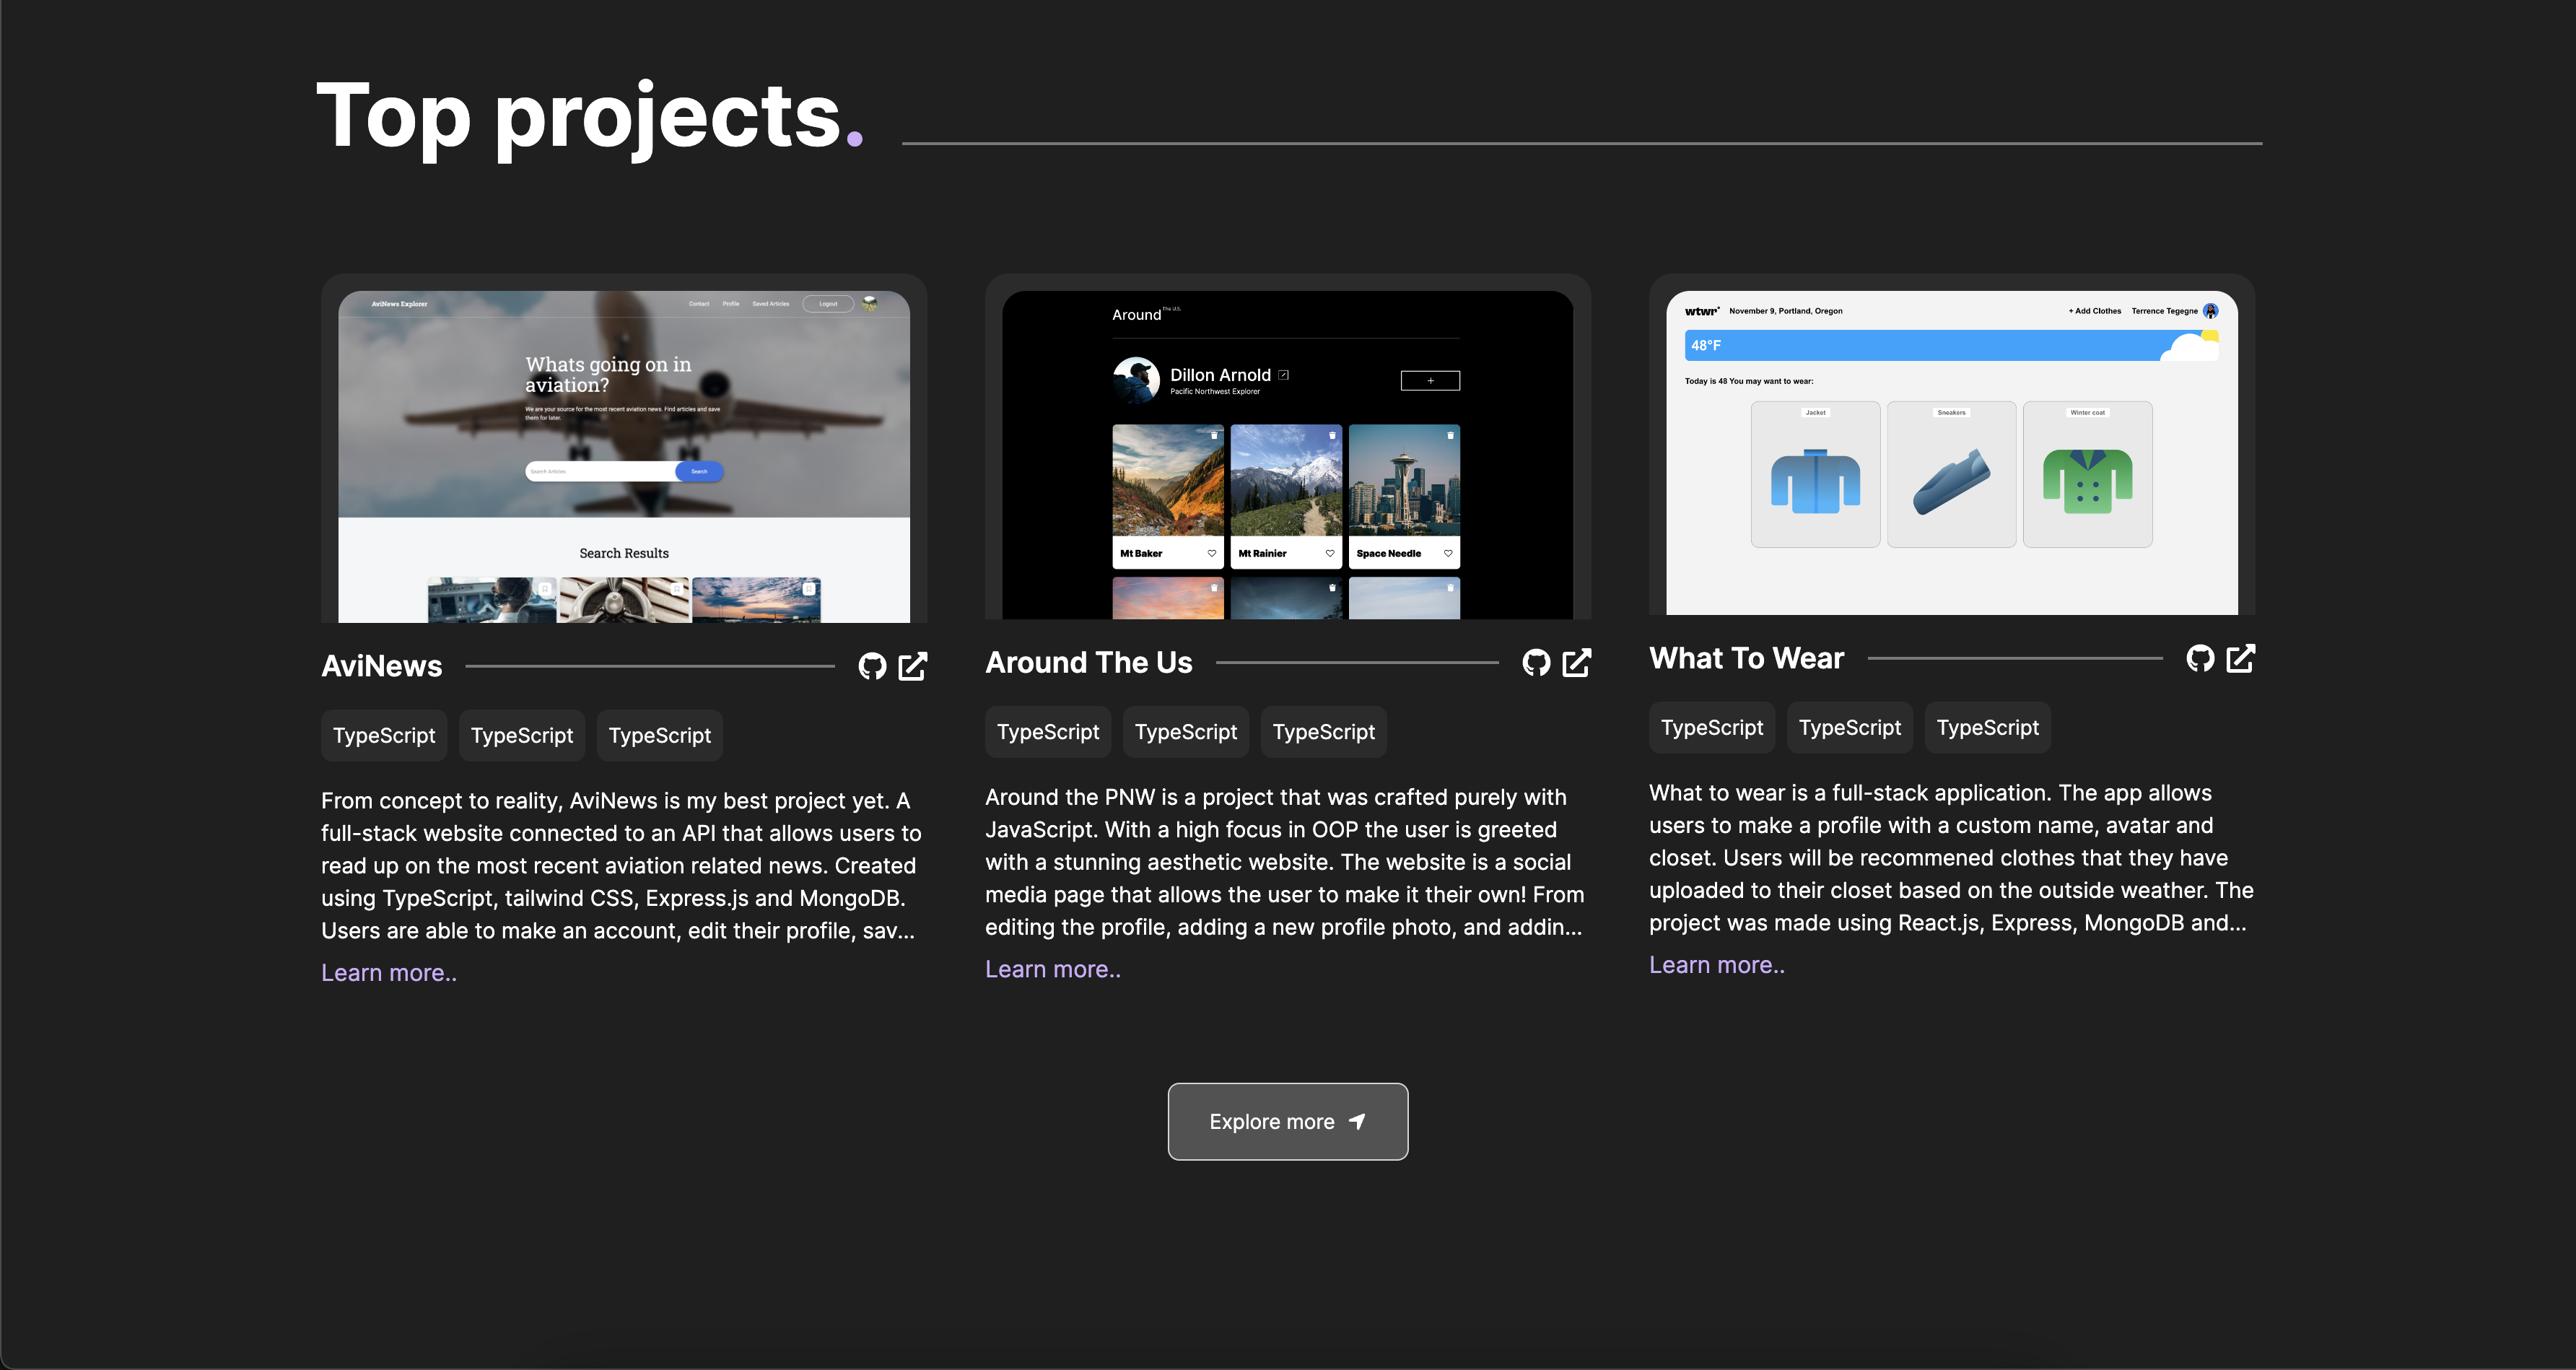 Top projects.
AviNews Explorer
Contact Profile Saved Articles Logout
Whats going on in
aviation?
We are your source for the most recent aviation news. Find articles and save
them for later.
Search Articles Search
Search Results
Around The U.S.
Dillon Arnold
Pacific Northwest Explorer
+
Mt Baker Mt Rainier Space Needle
wtwr° November 9, Portland, Oregon + Add Clothes Terrence Tegegne
48°F
Today is 48 You may want to wear:
Jacket Sneakers Winter coat
AviNews
TypeScript TypeScript TypeScript
From concept to reality, AviNews is my best project yet. A
full-stack website connected to an API that allows users to
read up on the most recent aviation related news. Created
using TypeScript, tailwind CSS, Express.js and MongoDB.
Users are able to make an account, edit their profile, sav...
Learn more..
Around The Us
TypeScript TypeScript TypeScript
Around the PNW is a project that was crafted purely with
JavaScript. With a high focus in OOP the user is greeted
with a stunning aesthetic website. The website is a social
media page that allows the user to make it their own! From
editing the profile, adding a new profile photo, and addin...
Learn more..
What To Wear
TypeScript TypeScript TypeScript
What to wear is a full-stack application. The app allows
users to make a profile with a custom name, avatar and
closet. Users will be recommened clothes that they have
uploaded to their closet based on the outside weather. The
project was made using React.js, Express, MongoDB and...
Learn more..
Explore more